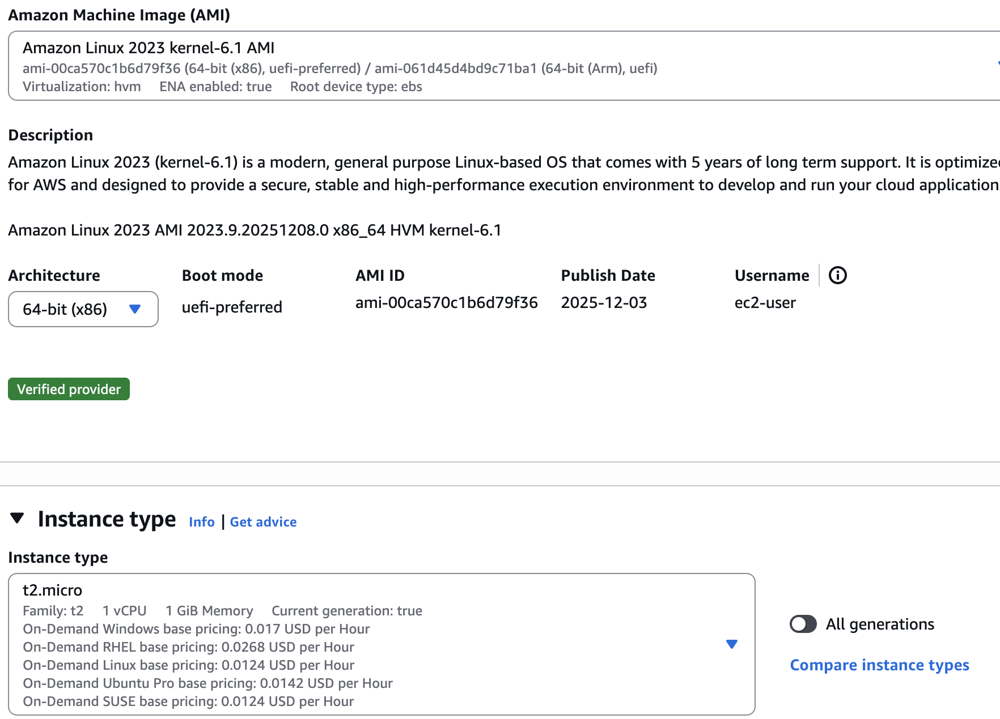 Amazon Machine Image (AMI)
Amazon Linux 2023 kernel-6.1 AMI
ami-00ca570c1b6d79f36 (64-bit (x86), uefi-preferred) / ami-061d45d4bd9c71ba1 (64-bit (Arm), uefi)
Virtualization: hvm ENA enabled: true Root device type: ebs
Description
Amazon Linux 2023 (kernel-6.1) is a modern, general purpose Linux-based OS that comes with 5 years of long term support. It is optimize
for AWS and designed to provide a secure, stable and high-performance execution environment to develop and run your cloud application
Amazon Linux 2023 AMI 2023.9.20251208.0 x86_64 HVM kernel-6.1
Architecture Boot mode AMI ID Publish Date Username
64-bit (x86) uefi-preferred ami-00ca570c1b6d79f36 2025-12-03 ec2-user
Verified provider
Instance type Info | Get advice
Instance type
t2.micro
Family: t2 1 vCPU 1 GiB Memory Current generation: true
On-Demand Windows base pricing: 0.017 USD per Hour
On-Demand RHEL base pricing: 0.0268 USD per Hour
On-Demand Linux base pricing: 0.0124 USD per Hour
On-Demand Ubuntu Pro base pricing: 0.0142 USD per Hour
On-Demand SUSE base pricing: 0.0124 USD per Hour
All generations
Compare instance types